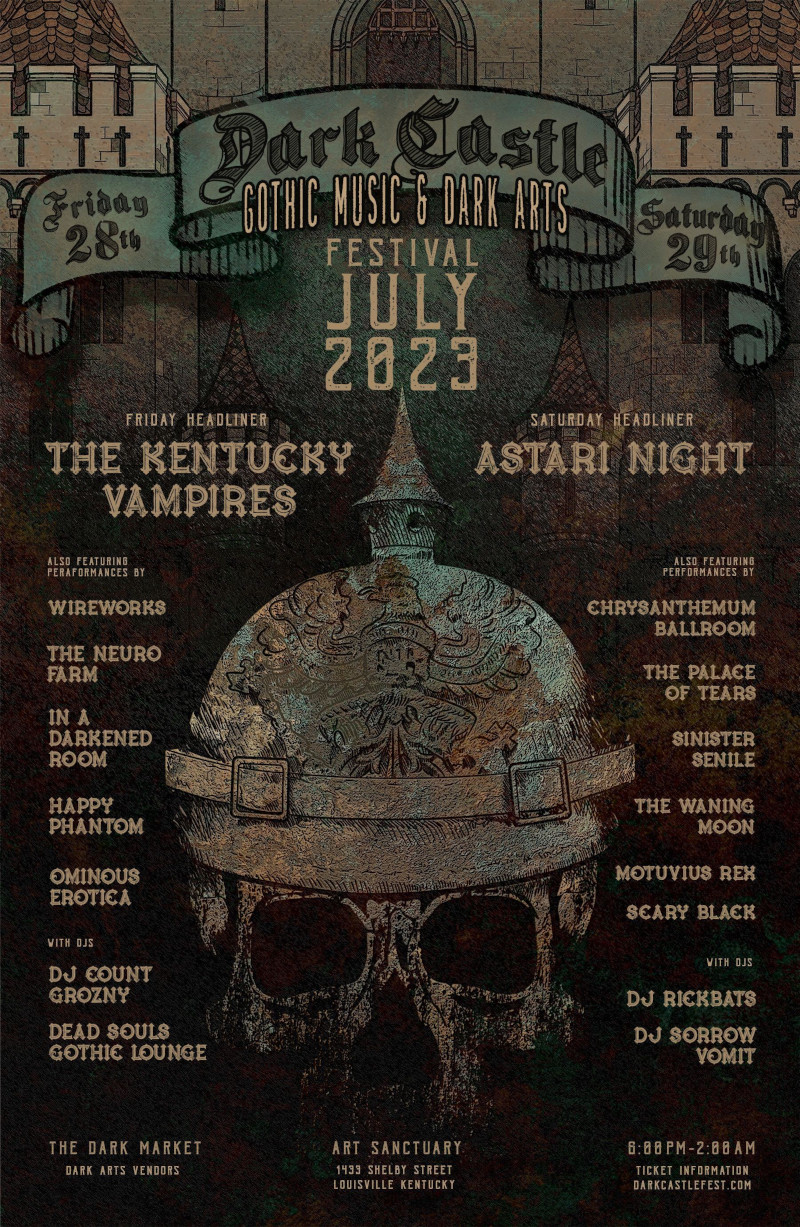 Dark Castle
GOTHIC MUSIC & DARK ARTS
Friday
28th
Saturday
29th
FESTIVAL
JULY
2023
FRIDAY HEADLINER
THE KENTUCKY
VAMPIRES
SATURDAY HEADLINER
ASTARI NIGHT
ALSO FEATURING
PERAFORMANCES BY
WIREWORKS
THE NEURO
FARM
IN A
DARKENED
ROOM
HAPPY
PHANTOM
OMINOUS
EROTICA
WITH DJS
DJ COUNT
GROZNY
DEAD SOULS
GOTHIC LOUNGE
ALSO FEATURING
PERFORMANCES BY
CHRYSANTHEMUM
BALLROOM
THE PALACE
OF TEARS
SINISTER
SENILE
THE WANING
MOON
MOTUVIUS REX
SCARY BLACK
WITH DJS
DJ RICKBATS
DJ SORROW
VOMIT
THE DARK MARKET
DARK ARTS VENDORS
ART SANCTUARY
1433 SHELBY STREET
LOUISVILLE KENTUCKY
6:00PM-2:00AM
TICKET INFORMATION
DARKCASTLEFEST.COM